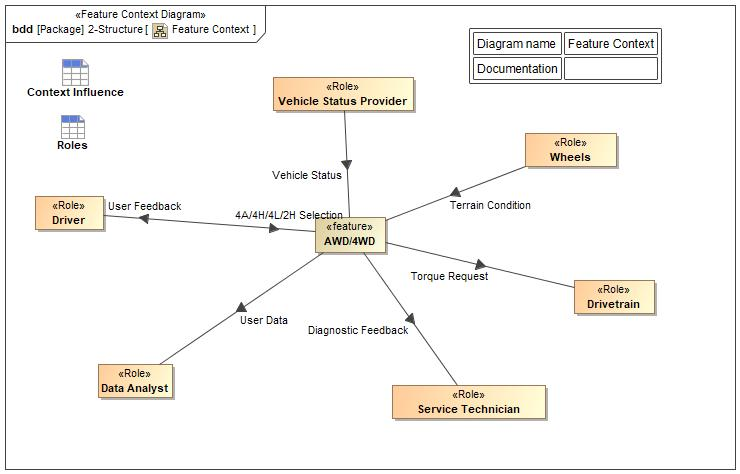 «Feature Context Diagram»
bdd [Package] 2-Structure [ Feature Context ]
Diagram name Feature Context
Documentation
Context Influence
Roles
«Role»
Vehicle Status Provider
«Role»
Wheels
Vehicle Status
Terrain Condition
«Role»
Driver
User Feedback
4A/4H/4L/2H Selection
«feature»
AWD/4WD
Torque Request
«Role»
Drivetrain
User Data
Diagnostic Feedback
«Role»
Data Analyst
«Role»
Service Technician